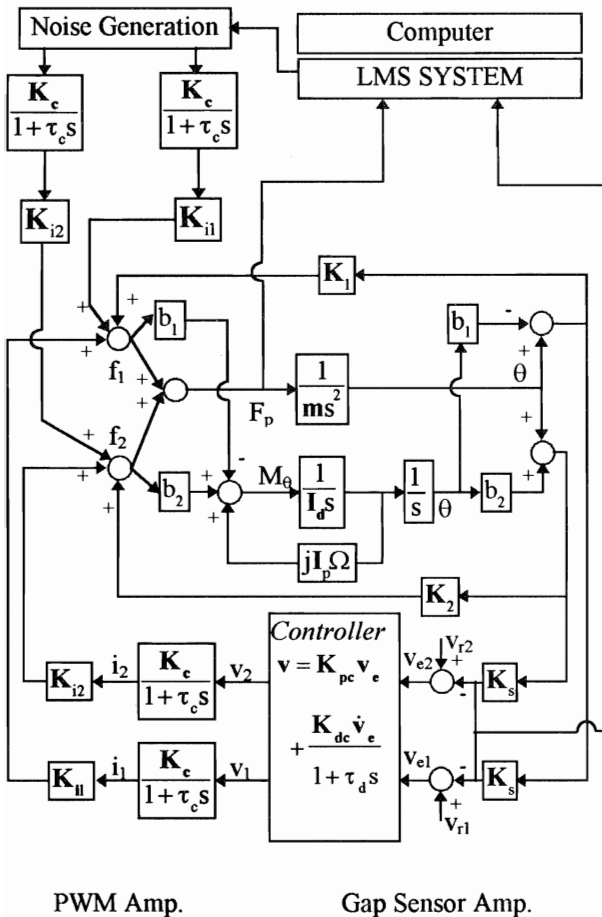 Noise Generation
Computer
LMS SYSTEM
K_c
1 + τ_c s
K_c
1 + τ_c s
K_i2
K_i1
K_1
+
+
+
b_1
b_1
-
+
f_1
+
+
F_p
1
ms²
θ
+
f_2
+
+
+
b_2
+
-
+
M_θ
1
I_d s
1
s
θ
b_2
+
jI_pΩ
K_2
Controller
v = K_pc v_e
+ K_dc v̇_e
1 + τ_d s
v_r2
K_i2
i_2
K_c
1 + τ_c s
v_2
v_e2
+
-
K_s
K_i1
i_1
K_c
1 + τ_c s
v_1
v_e1
-
+
K_s
v_r1
PWM Amp.
Gap Sensor Amp.